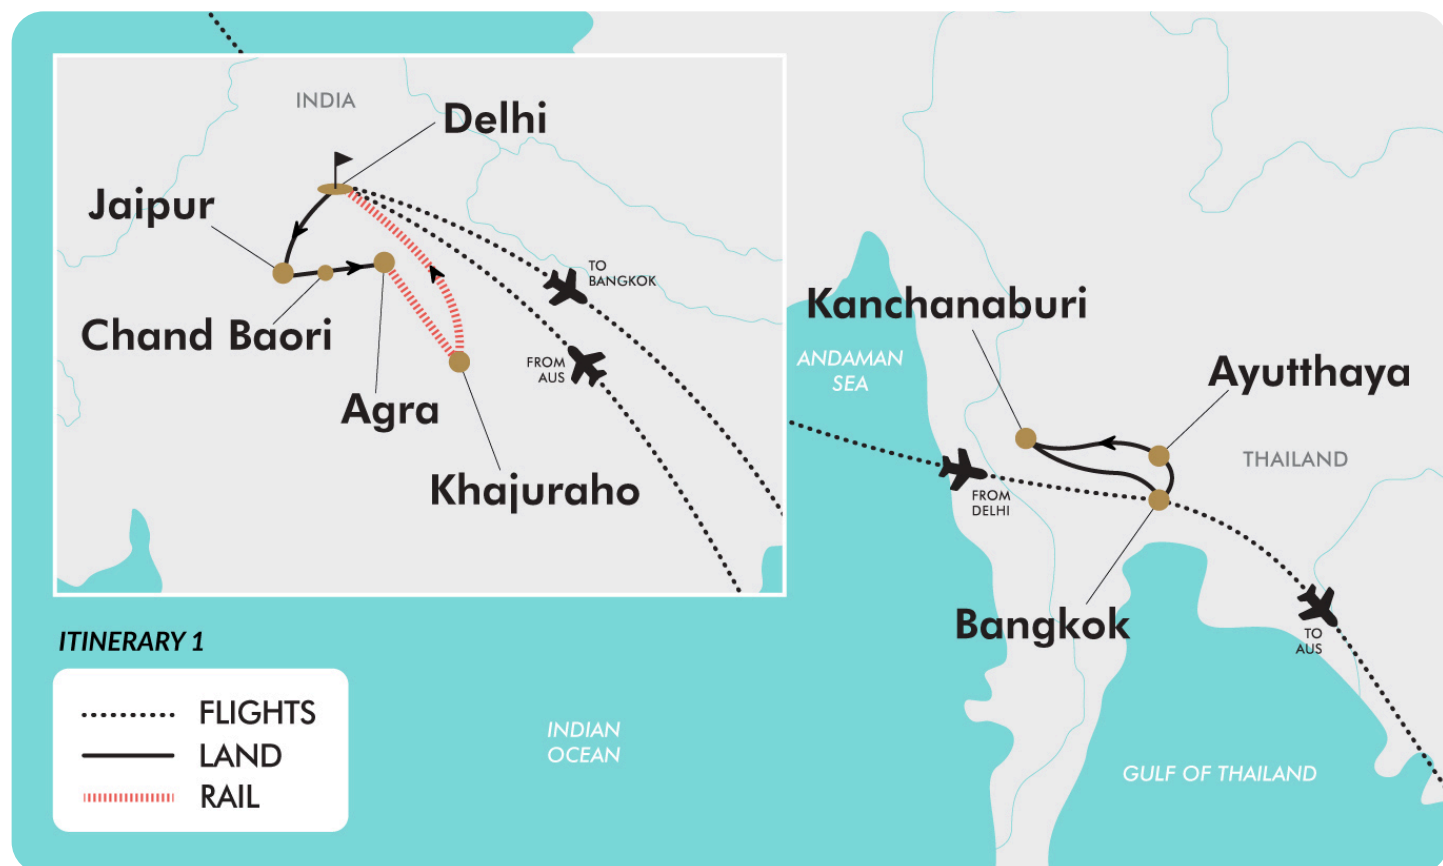 INDIA
Delhi
Jaipur
TO
BANGKOK
Chand Baori
FROM
AUS
Agra
Khajuraho
Kanchanaburi
ANDAMAN
SEA
Ayutthaya
THAILAND
FROM
DELHI
Bangkok
TO
AUS
ITINERARY 1
FLIGHTS
LAND
RAIL
INDIAN
OCEAN
GULF OF THAILAND